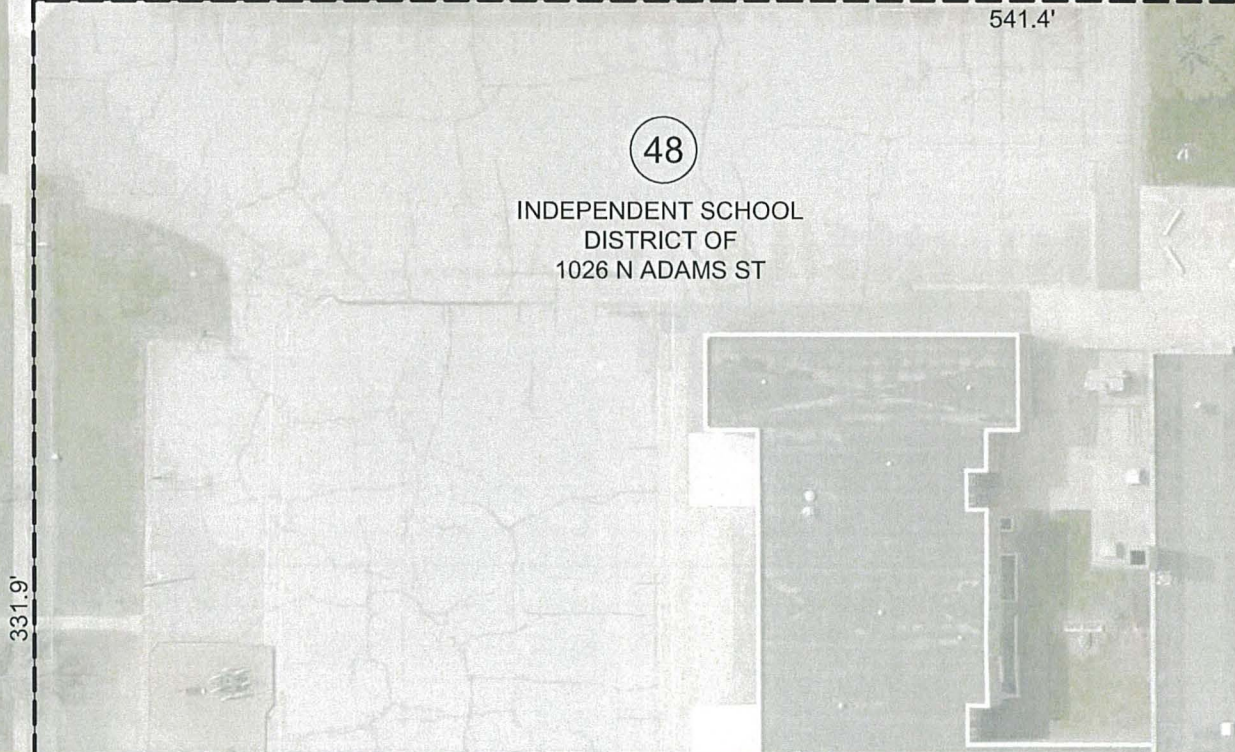 541.4'
48
INDEPENDENT SCHOOL
DISTRICT OF
1026 N ADAMS ST
331.9'